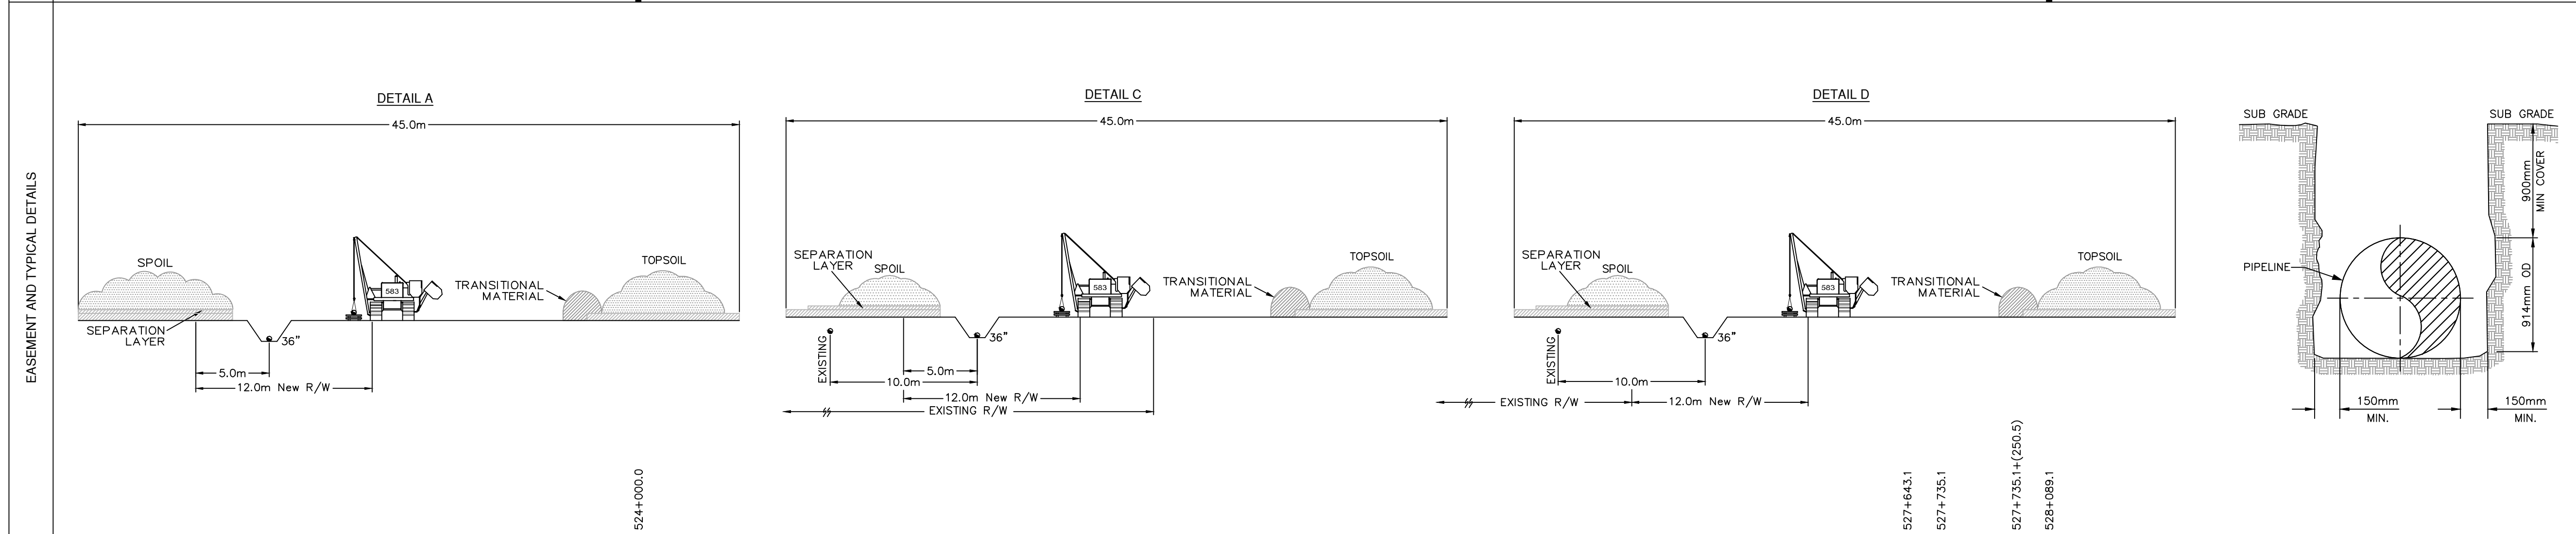 EASEMENT AND TYPICAL DETAILS
DETAIL A
45.0m
SPOIL
SEPARATION
LAYER
583
TRANSITIONAL
MATERIAL
TOPSOIL
36"
5.0m
12.0m New R/W
524+000.0
DETAIL C
45.0m
SEPARATION
LAYER
SPOIL
583
TRANSITIONAL
MATERIAL
TOPSOIL
36"
EXISTING
5.0m
10.0m
12.0m New R/W
EXISTING R/W
DETAIL D
45.0m
SEPARATION
LAYER
SPOIL
583
TRANSITIONAL
MATERIAL
TOPSOIL
36"
EXISTING
10.0m
EXISTING R/W
12.0m New R/W
527+643.1
527+735.1
527+735.1+(250.5)
528+089.1
SUB GRADE
SUB GRADE
900mm
MIN COVER
PIPELINE
914mm OD
150mm
MIN.
150mm
MIN.